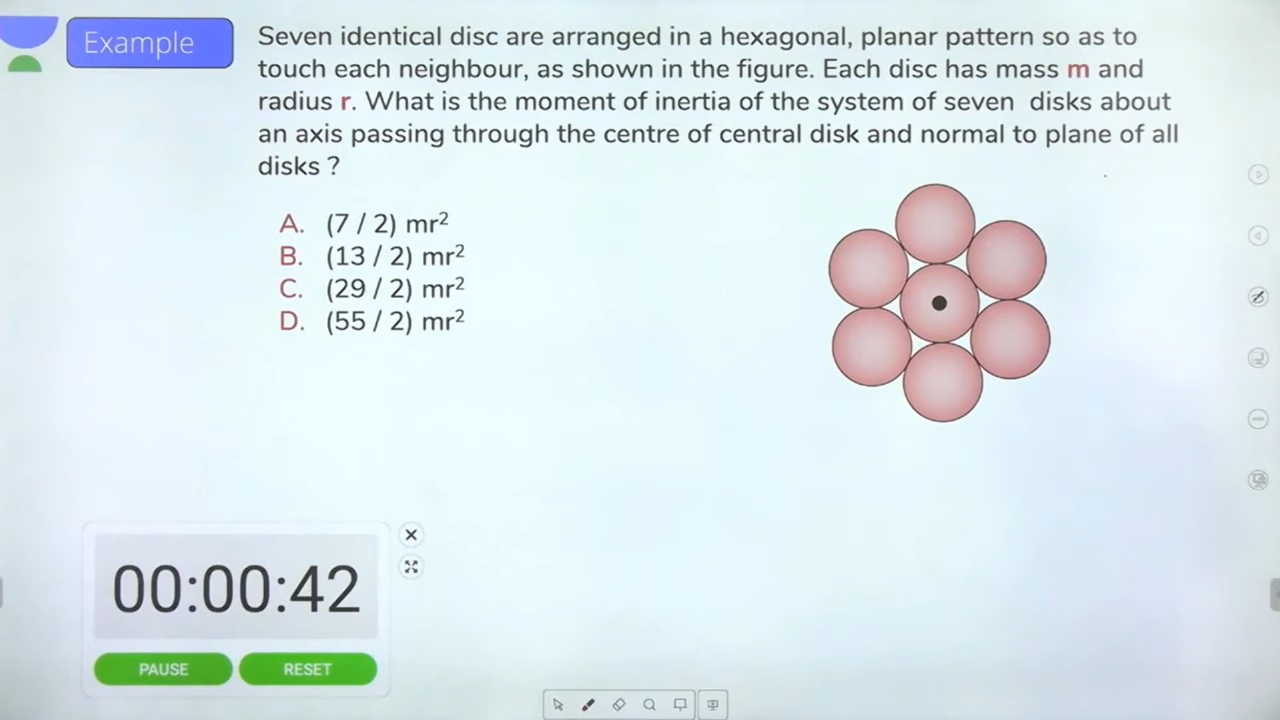 Example
Seven identical disc are arranged in a hexagonal, planar pattern so as to
touch each neighbour, as shown in the figure. Each disc has mass m and
radius r. What is the moment of inertia of the system of seven disks about
an axis passing through the centre of central disk and normal to plane of all
disks ?
A. (7 / 2) mr²
B. (13 / 2) mr²
C. (29 / 2) mr²
D. (55 / 2) mr²
00:00:42
PAUSE RESET